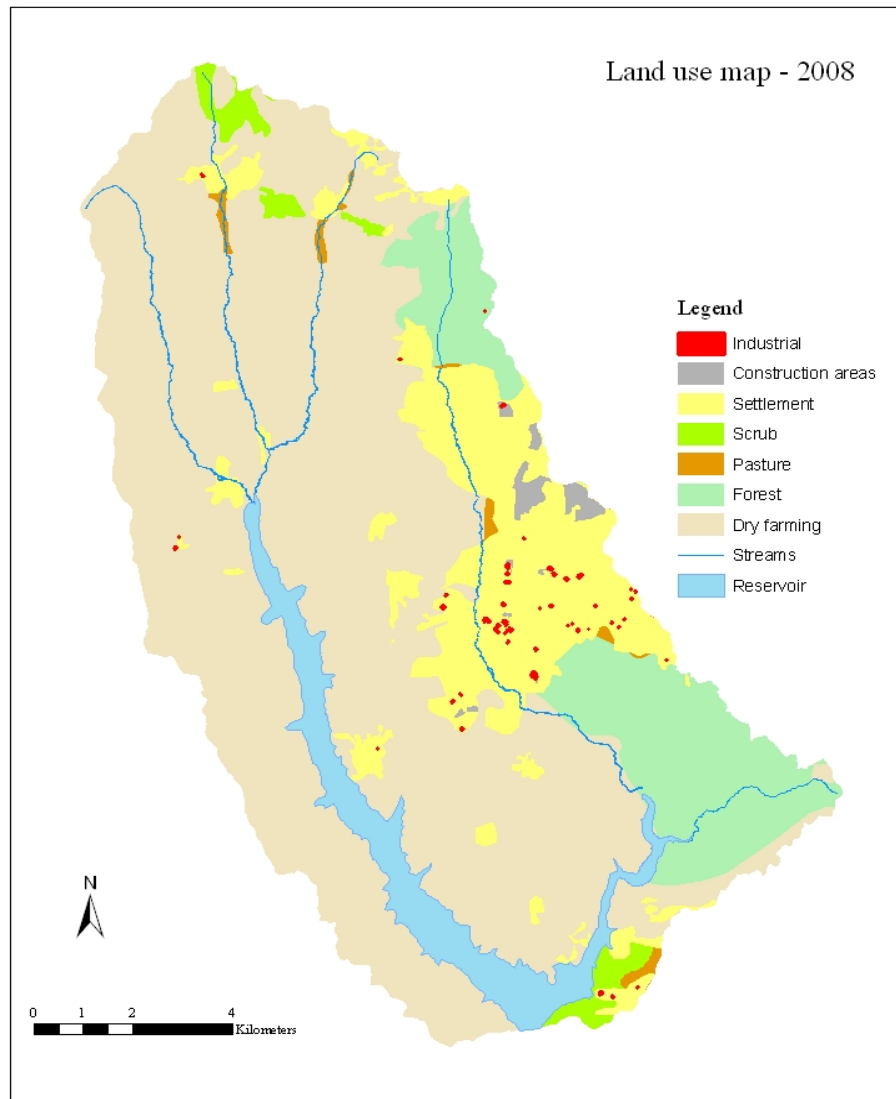 Land use map - 2008
Legend
Industrial
Construction areas
Settlement
Scrub
Pasture
Forest
Dry farming
Streams
Reservoir
N
0 2 4
Kilometers